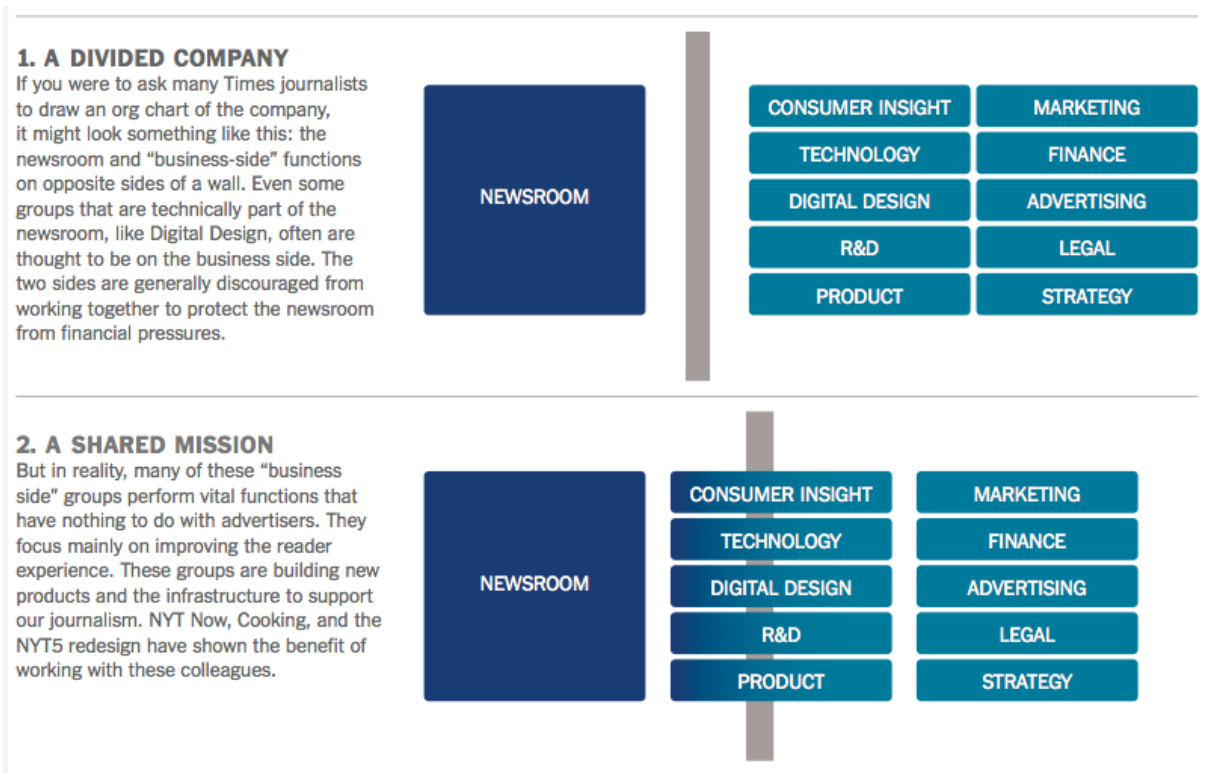 1. A DIVIDED COMPANY
If you were to ask many Times journalists
to draw an org chart of the company,
it might look something like this: the
newsroom and “business-side” functions
on opposite sides of a wall. Even some
groups that are technically part of the
newsroom, like Digital Design, often are
thought to be on the business side. The
two sides are generally discouraged from
working together to protect the newsroom
from financial pressures.
NEWSROOM
CONSUMER INSIGHT
MARKETING
TECHNOLOGY
FINANCE
DIGITAL DESIGN
ADVERTISING
R&D
LEGAL
PRODUCT
STRATEGY
2. A SHARED MISSION
But in reality, many of these “business
side” groups perform vital functions that
have nothing to do with advertisers. They
focus mainly on improving the reader
experience. These groups are building new
products and the infrastructure to support
our journalism. NYT Now, Cooking, and the
NYT5 redesign have shown the benefit of
working with these colleagues.
NEWSROOM
CONSUMER INSIGHT
MARKETING
TECHNOLOGY
FINANCE
DIGITAL DESIGN
ADVERTISING
R&D
LEGAL
PRODUCT
STRATEGY